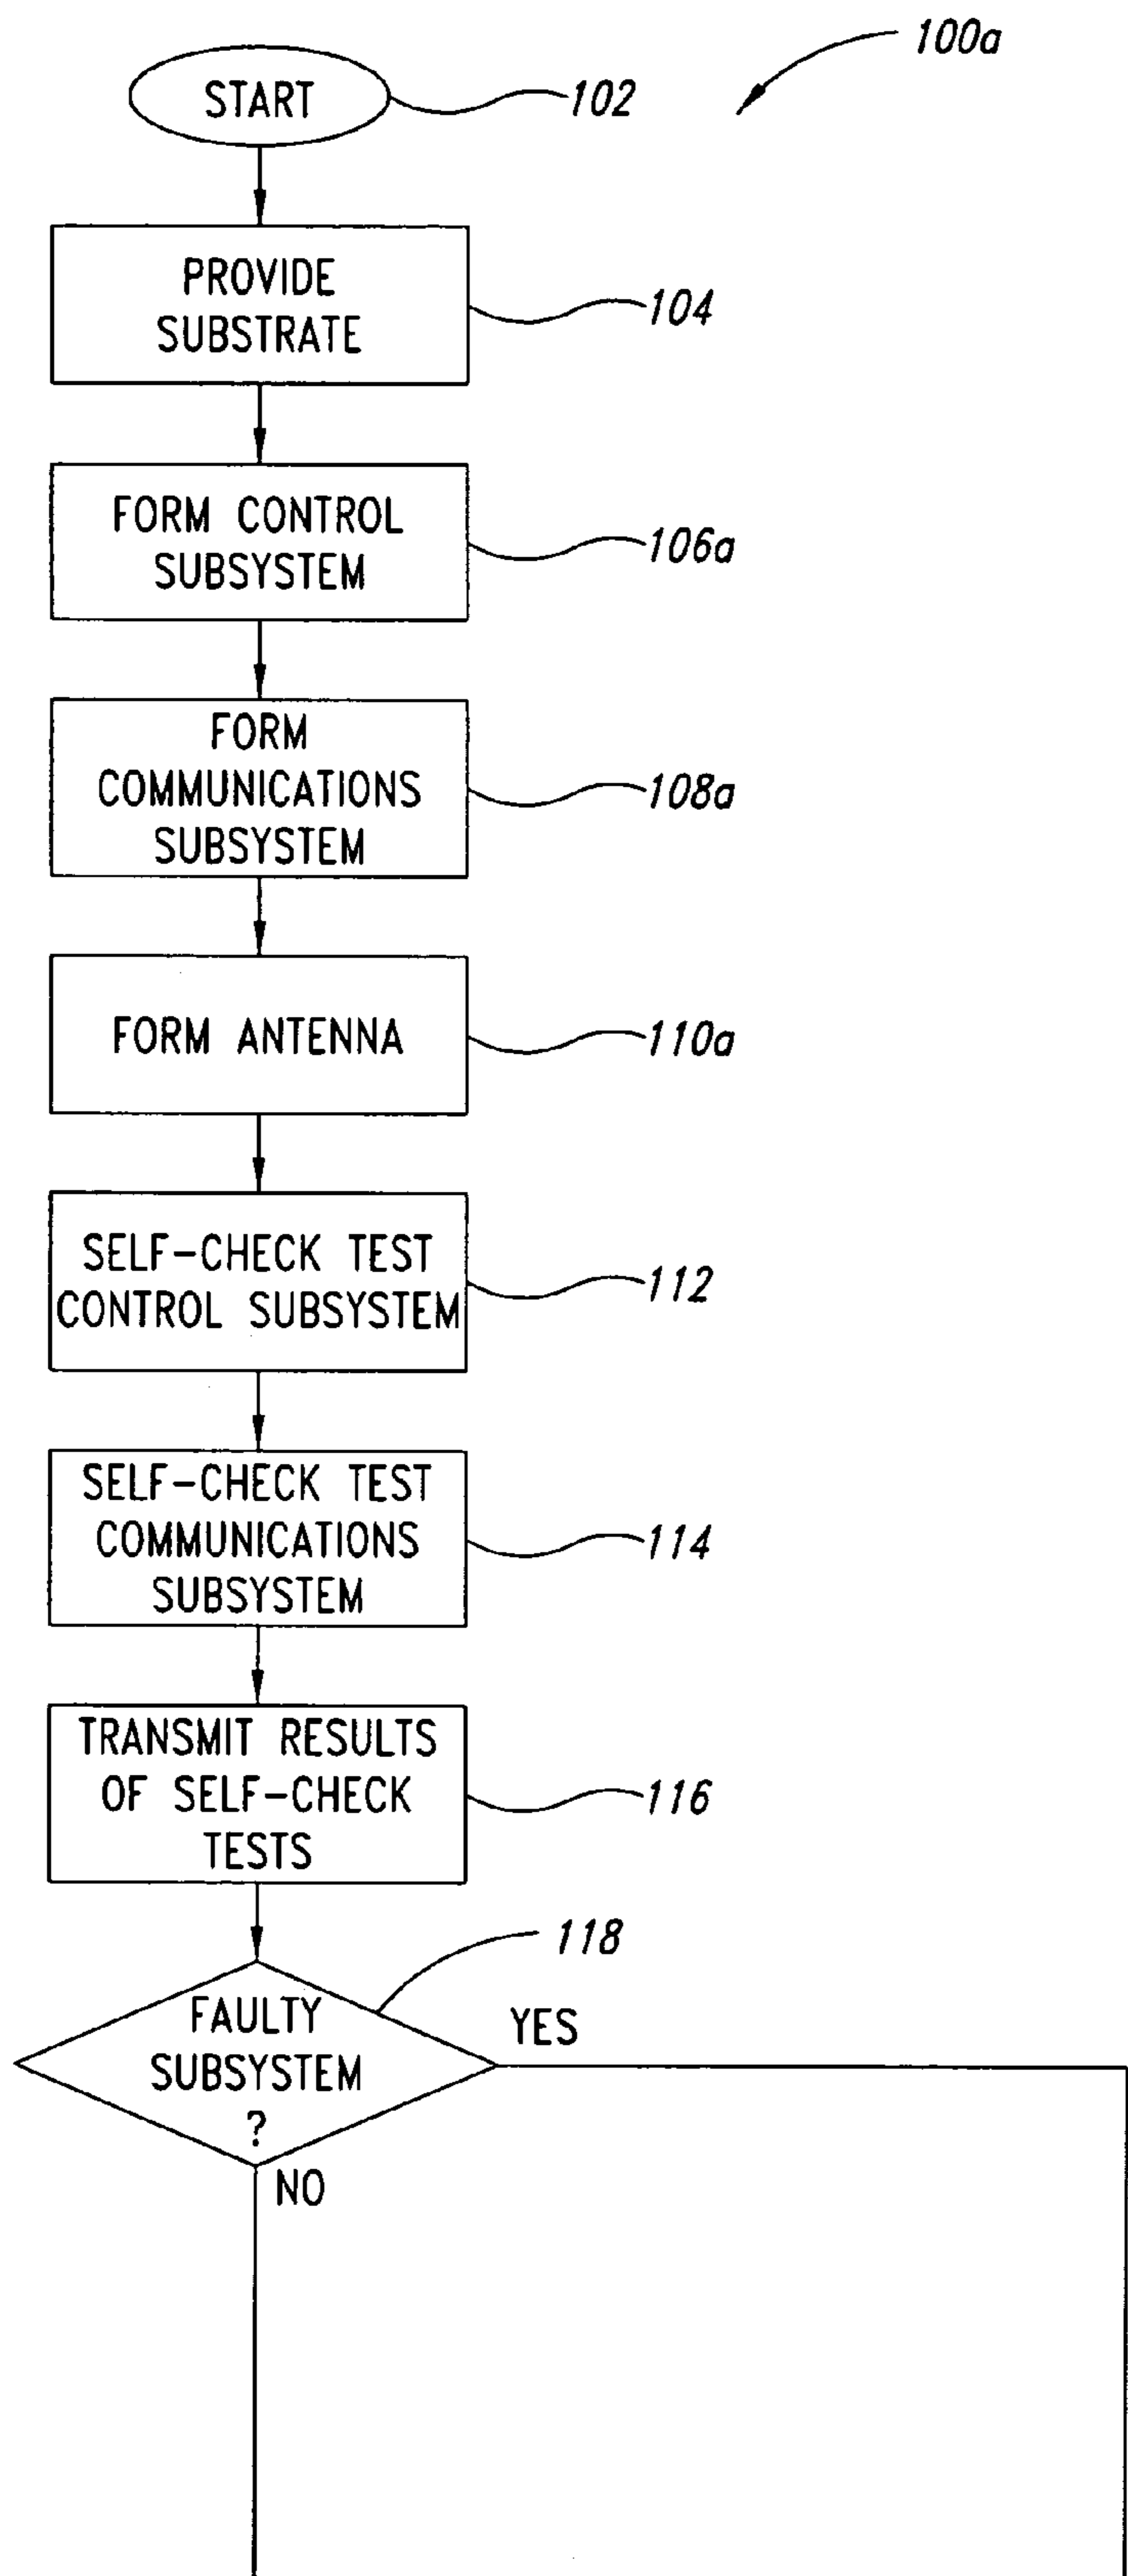 100a
START
102
PROVIDE
SUBSTRATE
104
FORM CONTROL
SUBSYSTEM
106a
FORM
COMMUNICATIONS
SUBSYSTEM
108a
FORM ANTENNA
110a
SELF-CHECK TEST
CONTROL SUBSYSTEM
112
SELF-CHECK TEST
COMMUNICATIONS
SUBSYSTEM
114
TRANSMIT RESULTS
OF SELF-CHECK
TESTS
116
118
FAULTY
SUBSYSTEM
?
YES
NO